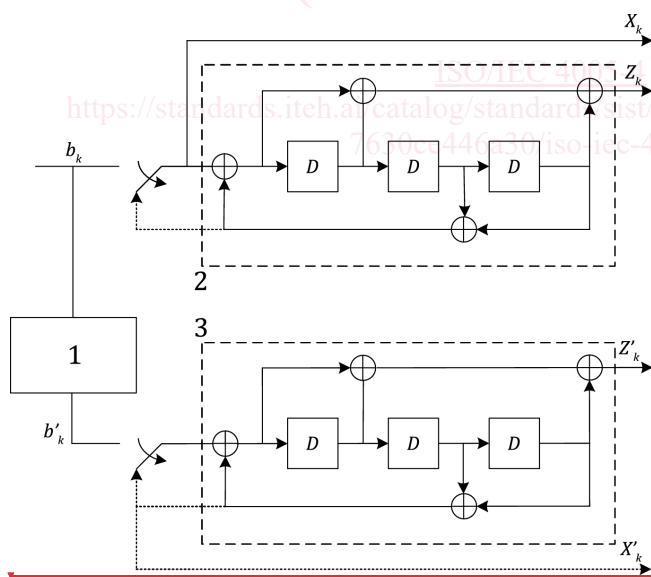 X_k
ISO/IEC 400
Z_k
https://standards.iteh.ai/catalog/standards/sist/
7630ce446a30/iso-iec-4
b_k
D D D
2
1
3
Z'_k
b'_k
D D D
X'_k